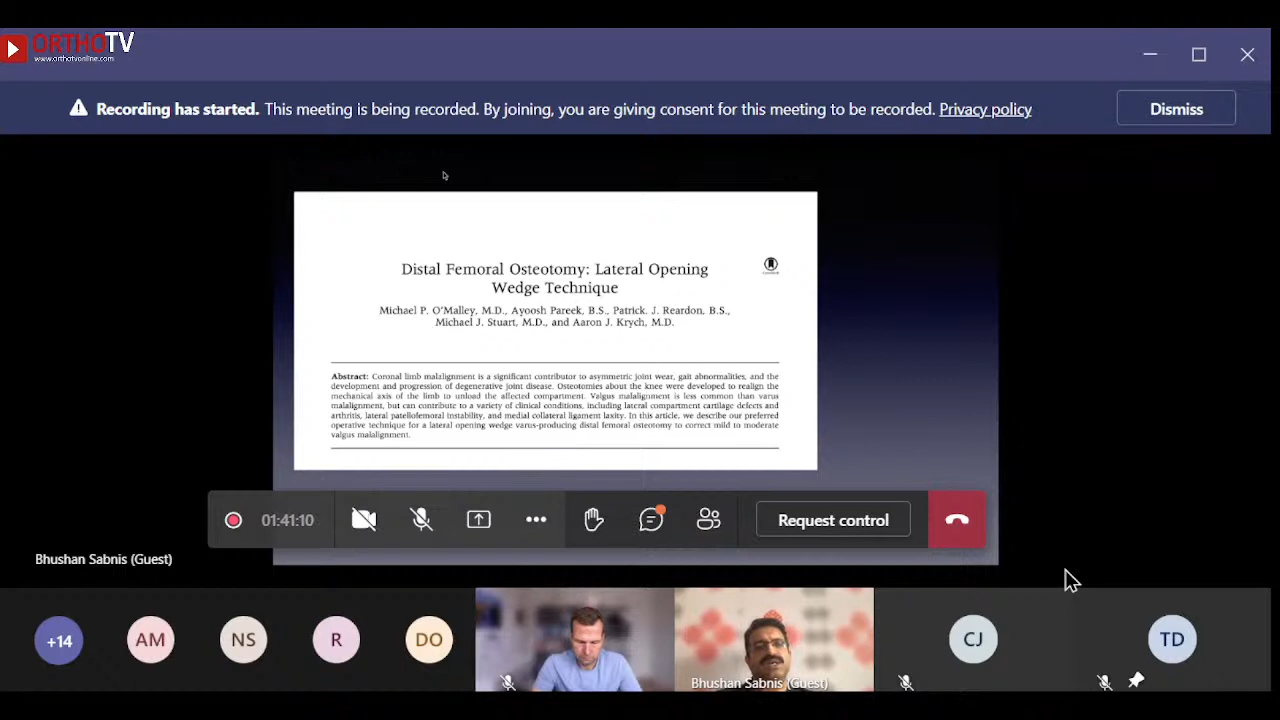 ORTHOTV
www.orthotvonline.com
Recording has started. This meeting is being recorded. By joining, you are giving consent for this meeting to be recorded. Privacy policy
Dismiss
Distal Femoral Osteotomy: Lateral Opening
Wedge Technique
Michael P. O'Malley, M.D., Ayoosh Pareek, B.S., Patrick. J. Reardon, B.S.,
Michael J. Stuart, M.D., and Aaron J. Krych, M.D.
Abstract: Coronal limb malalignment is a significant contributor to asymmetric joint wear, gait abnormalities, and the
development and progression of degenerative joint disease. Osteotomies about the knee were developed to realign the
mechanical axis of the limb to unload the affected compartment. Valgus malalignment is less common than varus
malalignment, but can contribute to a variety of clinical conditions, including lateral compartment cartilage defects and
arthritis, lateral patellofemoral instability, and medial collateral ligament laxity. In this article, we describe our preferred
operative technique for a lateral opening wedge varus-producing distal femoral osteotomy to correct mild to moderate
valgus malalignment.
01:41:10
Request control
Bhushan Sabnis (Guest)
+14
AM
NS
R
DO
Bhushan Sabnis (Guest)
CJ
TD